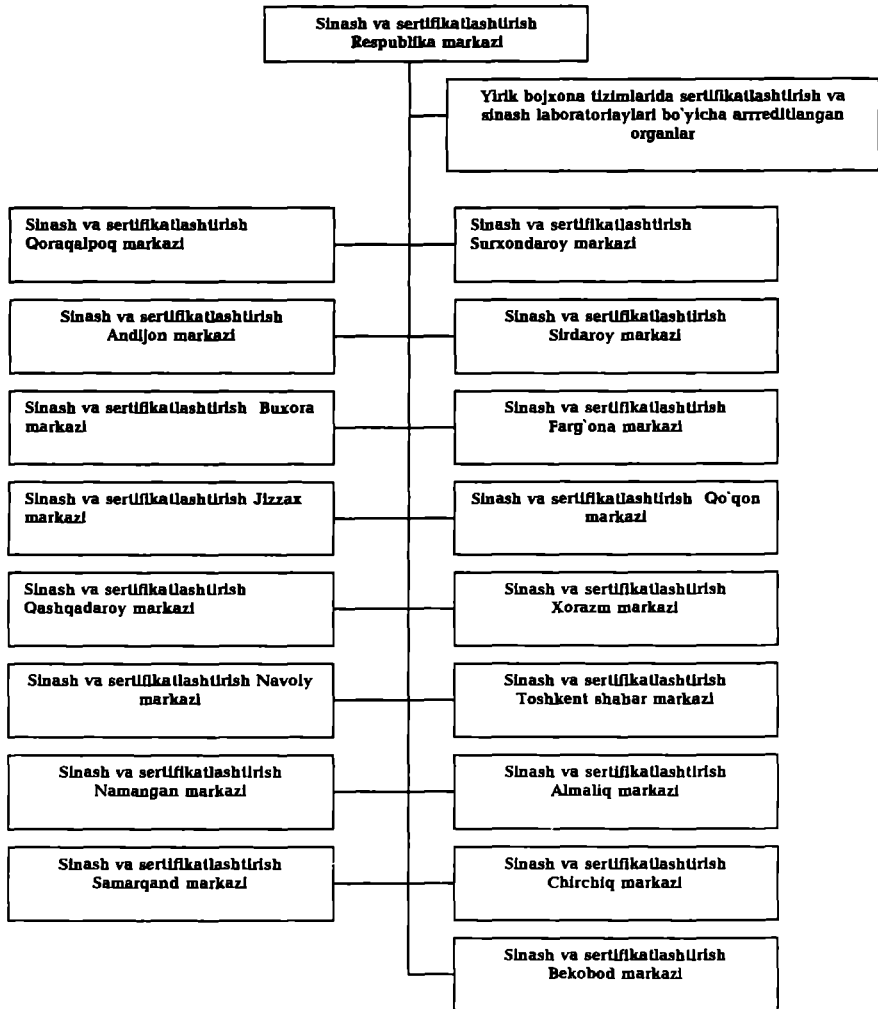 Sinash va sertifikatlashtirish
Respublika markazi
Yirik bojxona tizimlarida sertifikatlashtirish va
sinash laboratoriaylari bo`yicha arrreditlangan
organlar
Sinash va sertifikatlashtirish
Qoraqalpoq markazi
Sinash va sertifikatlashtirish
Surxondaroy markazi
Sinash va sertifikatlashtirish
Andijon markazi
Sinash va sertifikatlashtirish
Sirdaroy markazi
Sinash va sertifikatlashtirish Buxora
markazi
Sinash va sertifikatlashtirish
Farg`ona markazi
Sinash va sertifikatlashtirish Jizzax
markazi
Sinash va sertifikatlashtirish Qo`qon
markazi
Sinash va sertifikatlashtirish
Qashqadaroy markazi
Sinash va sertifikatlashtirish
Xorazm markazi
Sinash va sertifikatlashtirish Navoiy
markazi
Sinash va sertifikatlashtirish
Toshkent shahar markazi
Sinash va sertifikatlashtirish
Namangan markazi
Sinash va sertifikatlashtirish
Almaliq markazi
Sinash va sertifikatlashtirish
Samarqand markazi
Sinash va sertifikatlashtirish
Chirchiq markazi
Sinash va sertifikatlashtirish
Bekobod markazi